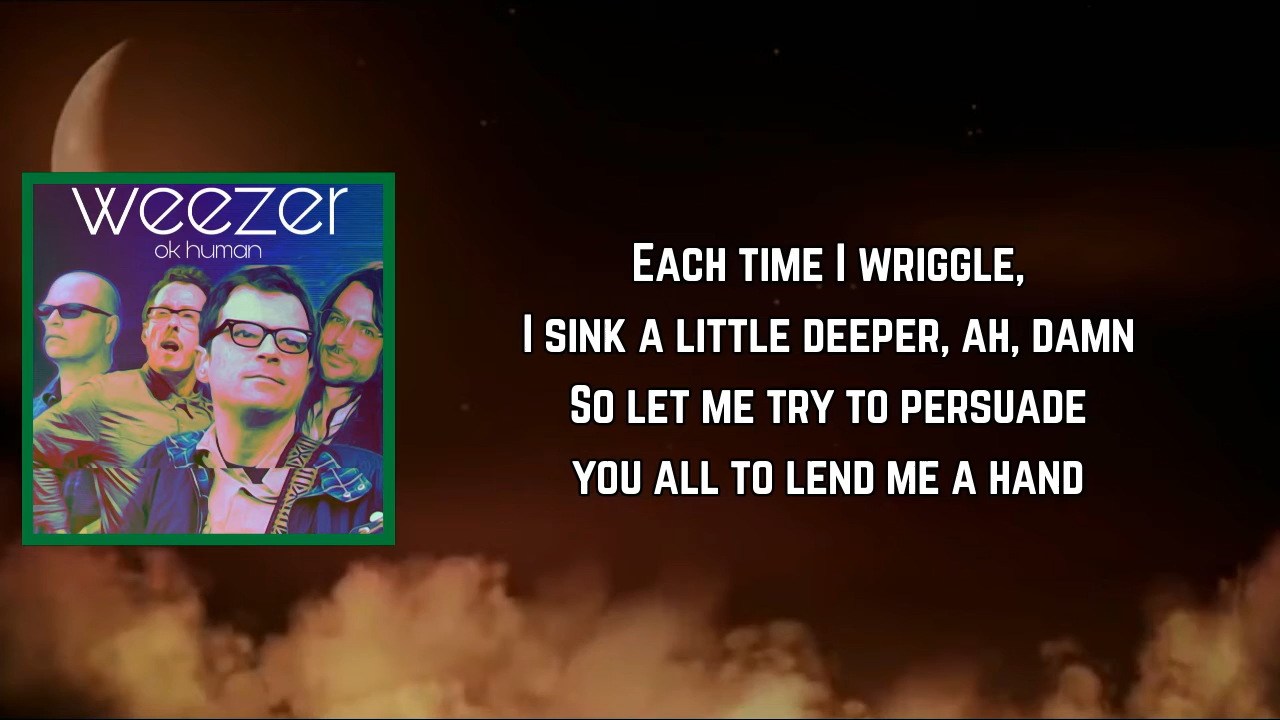 weezer
ok human
Each time I wriggle,
I sink a little deeper, ah, damn
So let me try to persuade
you all to lend me a hand